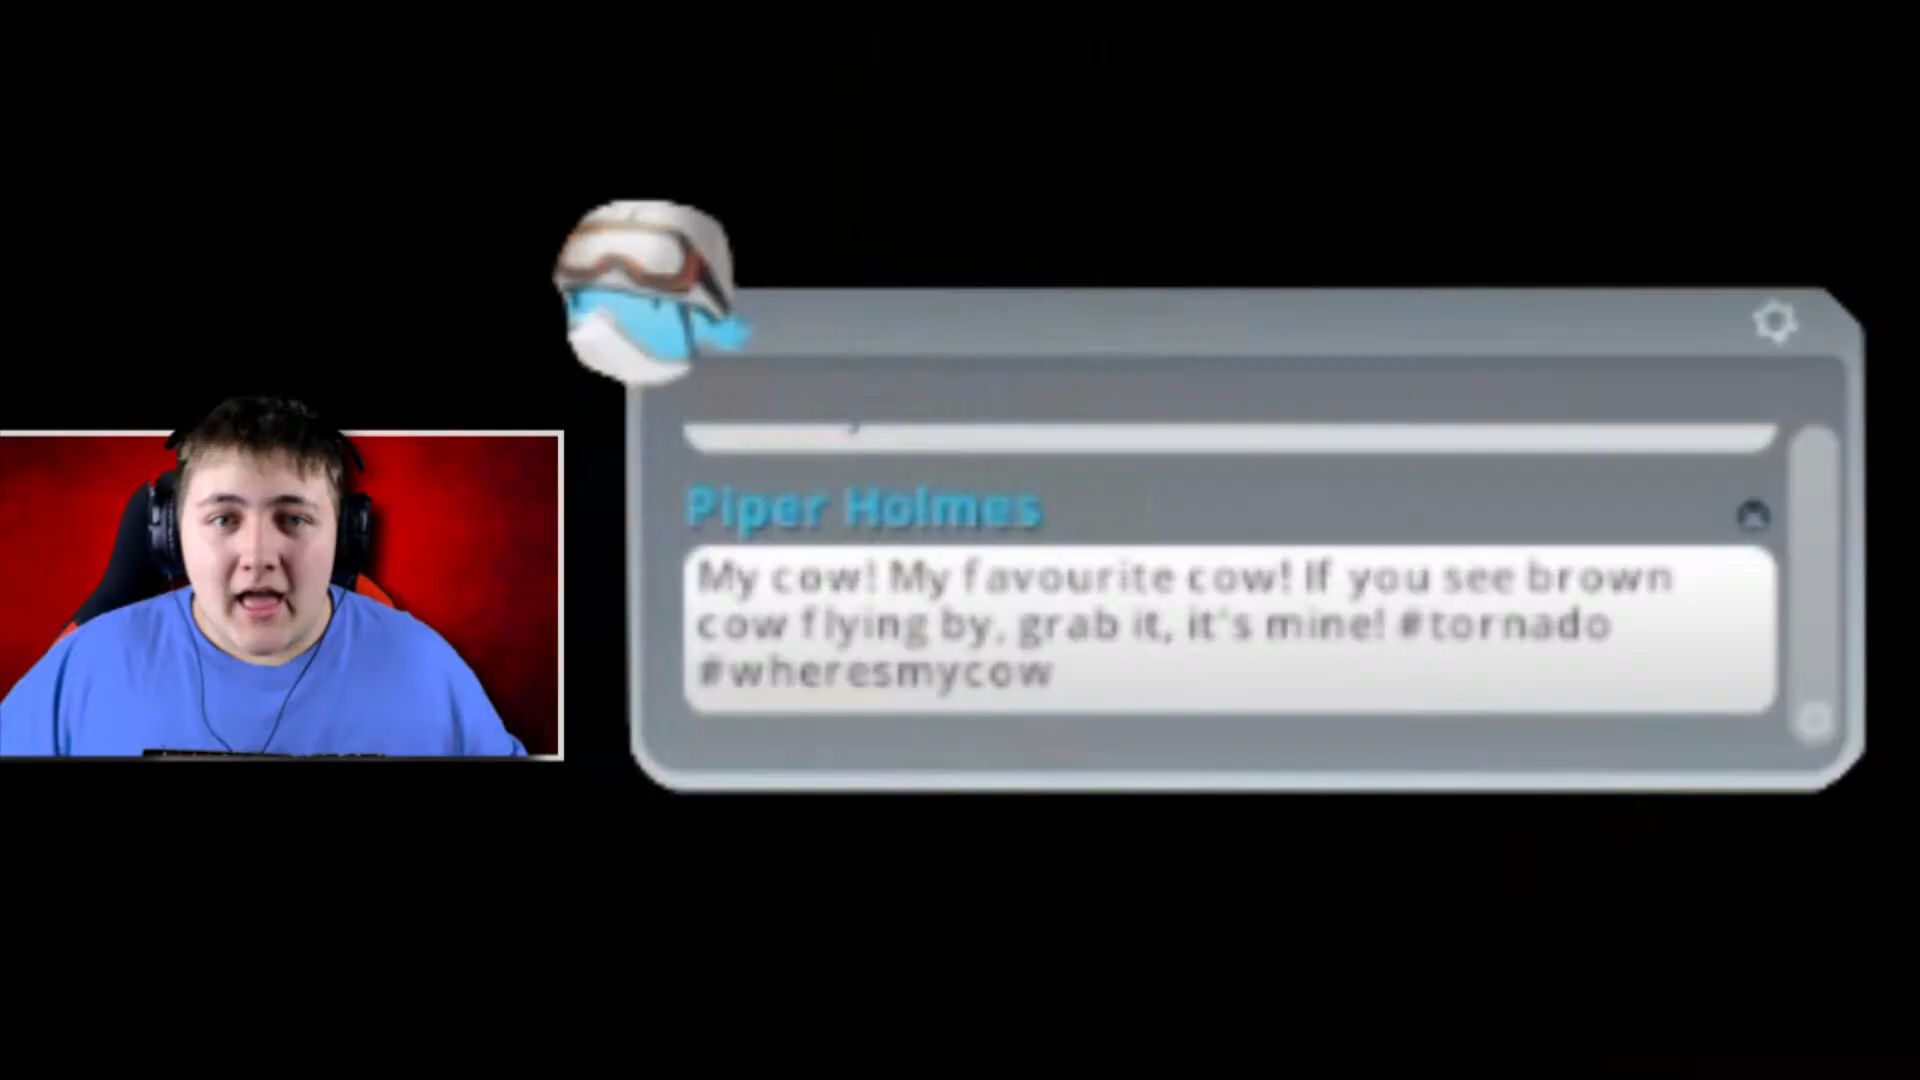 Piper Holmes
My cow! My favourite cow! If you see brown
cow flying by, grab it, it's mine! #tornado
#wheresmycow